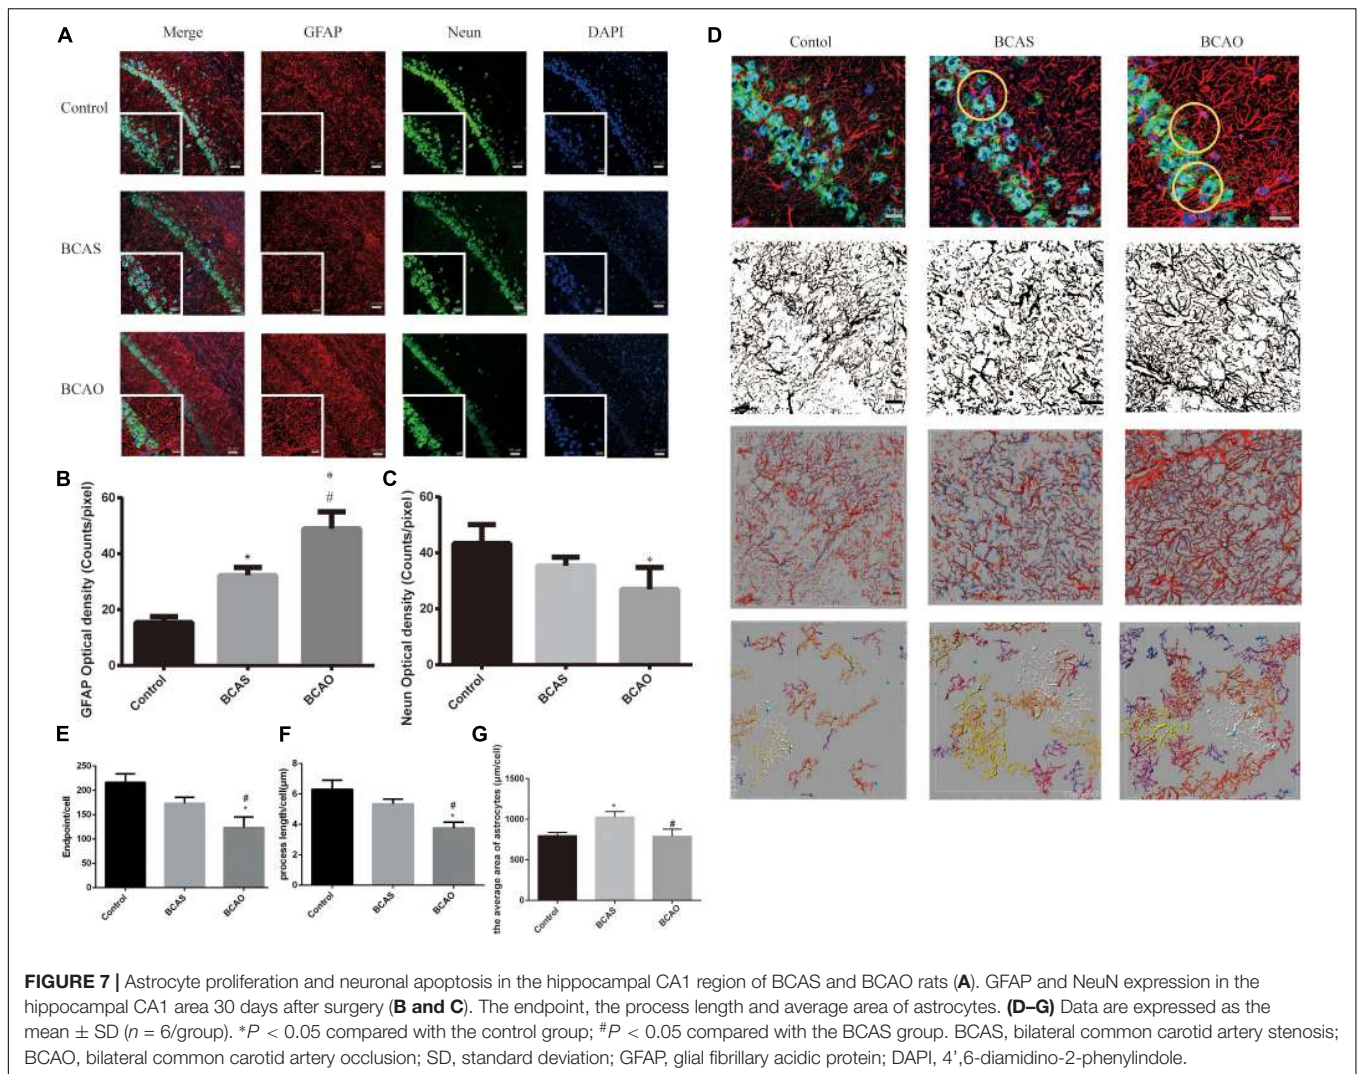 A
Merge
GFAP
Neun
DAPI
Control
BCAS
BCAO
B
GFAP Optical density (Counts/pixel)
60
40
20
0
*
*
#
Control
BCAS
BCAO
C
Neun Optical density (Counts/pixel)
60
40
20
0
*
Control
BCAS
BCAO
D
Contol
BCAS
BCAO
E
Endpoint/cell
250
200
150
100
50
0
#
*
Control
BCAS
BCAO
F
process length/cell(μm)
8
6
4
2
0
#
*
Control
BCAS
BCAO
G
the average area of astrocytes (μm/cell)
1500
1000
500
0
*
#
Control
BCAS
BCAO
FIGURE 7 | Astrocyte proliferation and neuronal apoptosis in the hippocampal CA1 region of BCAS and BCAO rats (A). GFAP and NeuN expression in the
hippocampal CA1 area 30 days after surgery (B and C). The endpoint, the process length and average area of astrocytes. (D–G) Data are expressed as the
mean ± SD (n = 6/group). *P < 0.05 compared with the control group; #P < 0.05 compared with the BCAS group. BCAS, bilateral common carotid artery stenosis;
BCAO, bilateral common carotid artery occlusion; SD, standard deviation; GFAP, glial fibrillary acidic protein; DAPI, 4',6-diamidino-2-phenylindole.